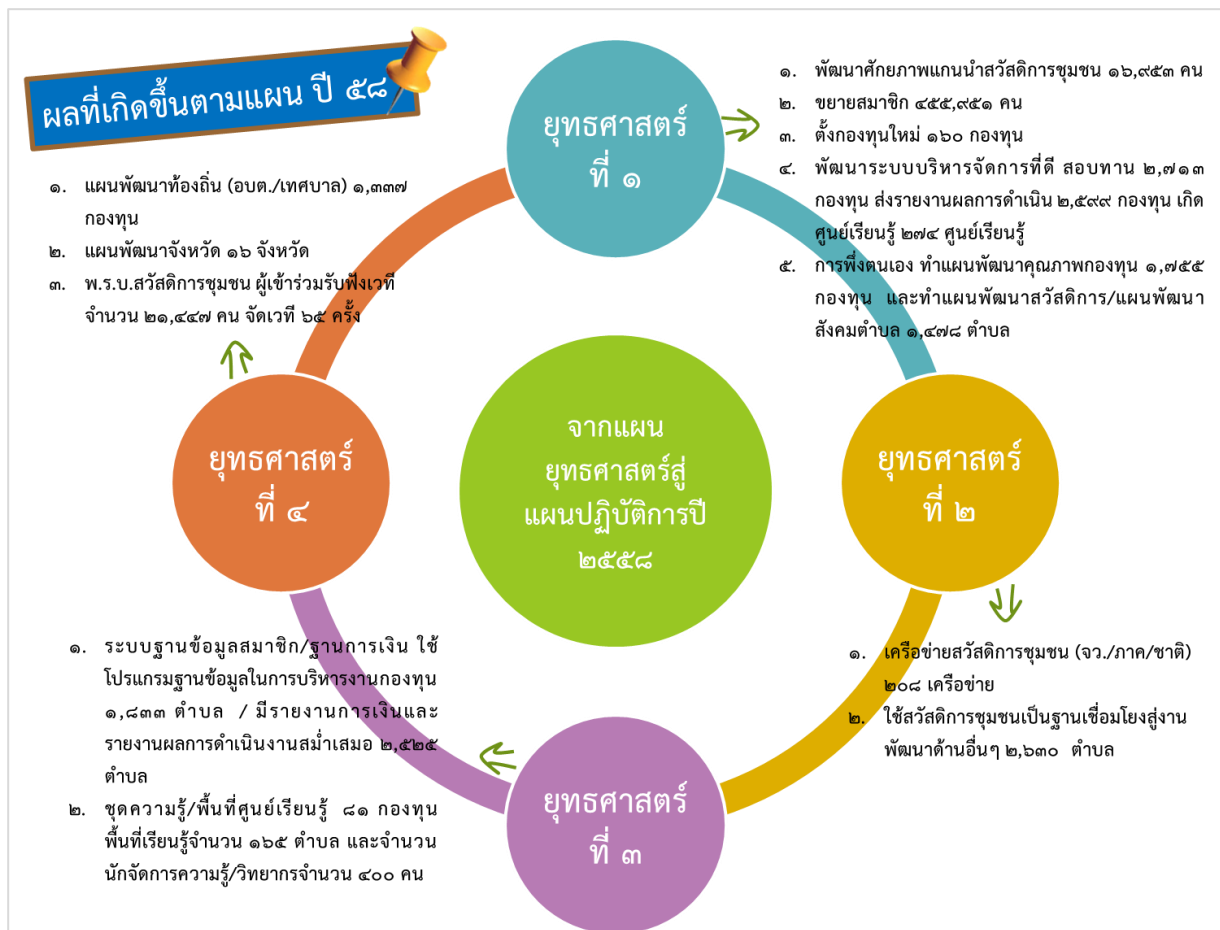 ผลที่เกิดขึ้นตามแผน ปี ๕๘
ยุทธศาสตร์
ที่ ๑
๑. พัฒนาศักยภาพแกนนำสวัสดิการชุมชน ๑๖,๙๕๓ คน
๒. ขยายสมาชิก ๔๕๕,๙๕๑ คน
๓. ตั้งกองทุนใหม่ ๑๖๐ กองทุน
๔. พัฒนาระบบบริหารจัดการที่ดี สอบทาน ๒,๗๑๓
กองทุน ส่งรายงานผลการดำเนิน ๒,๕๙๙ กองทุน เกิด
ศูนย์เรียนรู้ ๒๗๔ ศูนย์เรียนรู้
๕. การพึ่งตนเอง ทำแผนพัฒนาคุณภาพกองทุน ๑,๗๕๕
กองทุน และทำแผนพัฒนาสวัสดิการ/แผนพัฒนา
สังคมตำบล ๑,๔๗๘ ตำบล
๑. แผนพัฒนาท้องถิ่น (อบต./เทศบาล) ๑,๓๓๗
กองทุน
๒. แผนพัฒนาจังหวัด ๑๖ จังหวัด
๓. พ.ร.บ.สวัสดิการชุมชน ผู้เข้าร่วมรับฟังเวที
จำนวน ๒๑,๔๔๗ คน จัดเวที ๖๕ ครั้ง
ยุทธศาสตร์
ที่ ๔
จากแผน
ยุทธศาสตร์สู่
แผนปฏิบัติการปี
๒๕๕๘
ยุทธศาสตร์
ที่ ๒
๑. ระบบฐานข้อมูลสมาชิก/ฐานการเงิน ใช้
โปรแกรมฐานข้อมูลในการบริหารงานกองทุน
๑,๘๓๓ ตำบล / มีรายงานการเงินและ
รายงานผลการดำเนินงานสม่ำเสมอ ๒,๕๒๕
ตำบล
๒. ชุดความรู้/พื้นที่ศูนย์เรียนรู้ ๘๑ กองทุน
พื้นที่เรียนรู้จำนวน ๑๖๕ ตำบล และจำนวน
นักจัดการความรู้/วิทยากรจำนวน ๔๐๐ คน
๑. เครือข่ายสวัสดิการชุมชน (จว./ภาค/ชาติ)
๒๐๘ เครือข่าย
๒. ใช้สวัสดิการชุมชนเป็นฐานเชื่อมโยงสู่งาน
พัฒนาด้านอื่นๆ ๒,๖๓๐ ตำบล
ยุทธศาสตร์
ที่ ๓